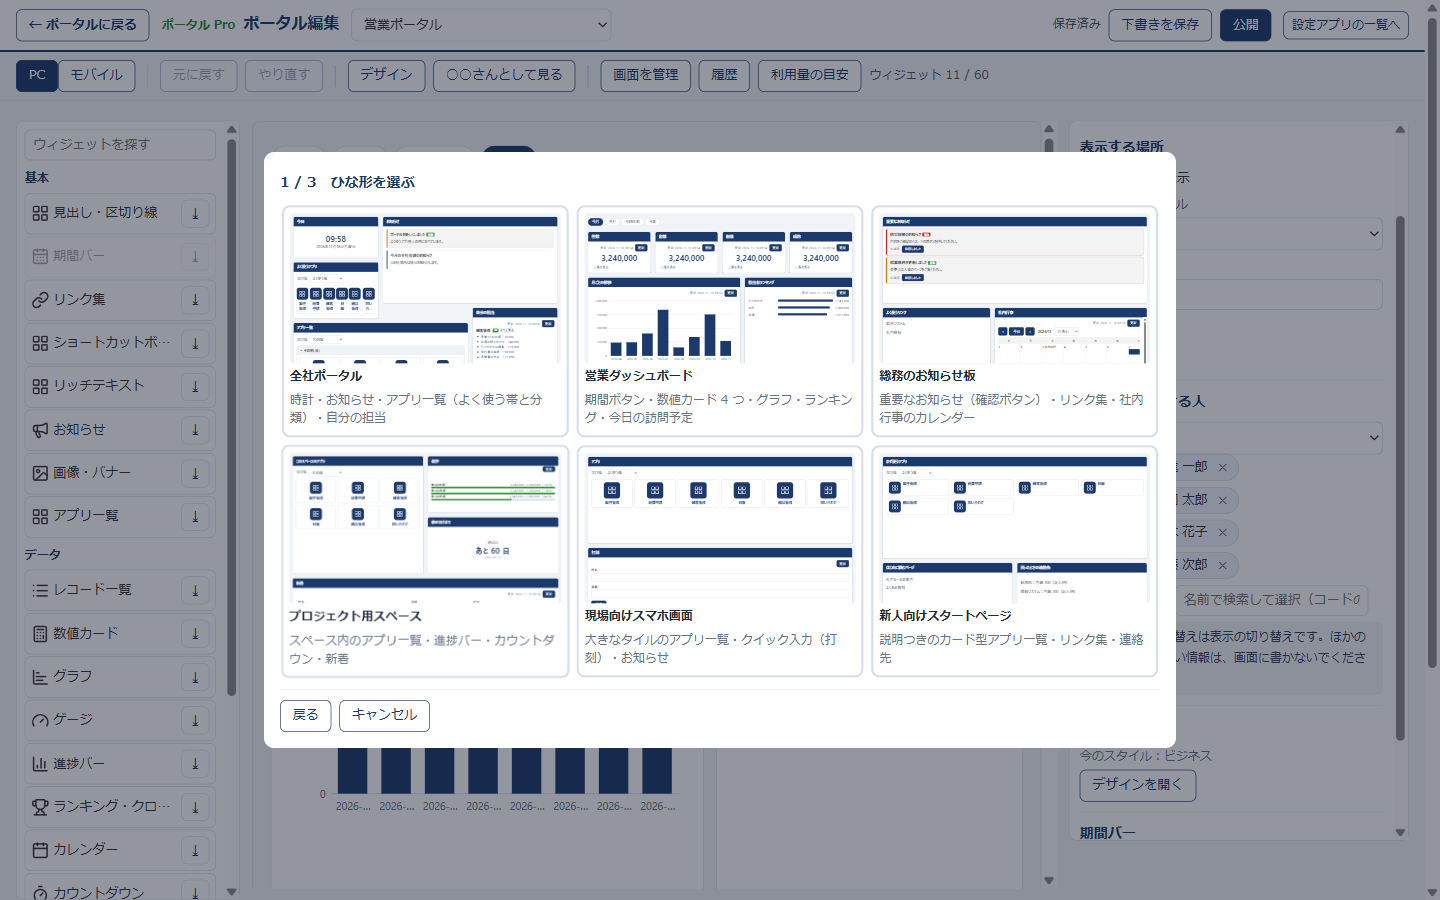 ← ポータルに戻る
ポータル Pro
ポータル編集
営業ポータル
保存済み
下書きを保存
公開
設定アプリの一覧へ
PC
モバイル
元に戻す
やり直す
デザイン
〇〇さんとして見る
画面を管理
履歴
利用量の目安
ウィジェット 11 / 60
ウィジェットを探す
基本
見出し・区切り線
期間バー
リンク集
ショートカットボ…
リッチテキスト
お知らせ
画像・バナー
アプリ一覧
データ
レコード一覧
数値カード
グラフ
ゲージ
進捗バー
ランキング・クロ…
カレンダー
カウントダウン
1 / 3 ひな形を選ぶ
09:58
全社ポータル
時計・お知らせ・アプリ一覧（よく使う帯と分
類）・自分の担当
3,240,000
3,240,000
3,240,000
3,240,000
営業ダッシュボード
期間ボタン・数値カード 4 つ・グラフ・ランキン
グ・今日の訪問予定
総務のお知らせ板
重要なお知らせ（確認ボタン）・リンク集・社内
行事のカレンダー
あと 60 日
プロジェクト用スペース
スペース内のアプリ一覧・進捗バー・カウントダ
ウン・新着
現場向けスマホ画面
大きなタイルのアプリ一覧・クイック入力（打
刻）・お知らせ
新人向けスタートページ
説明つきのカード型アプリ一覧・リンク集・連絡
先
戻る
キャンセル
0
2026-...
2026-...
2026-...
2026-...
2026-...
2026-...
2026-...
2026-...
表示する場所
示
ル
る人
一郎 ×
太郎 ×
花子 ×
次郎 ×
名前で検索して選択（コードの
替えは表示の切り替えです。ほかの
い情報は、画面に書かないでくださ
今のスタイル：ビジネス
デザインを開く
期間バー